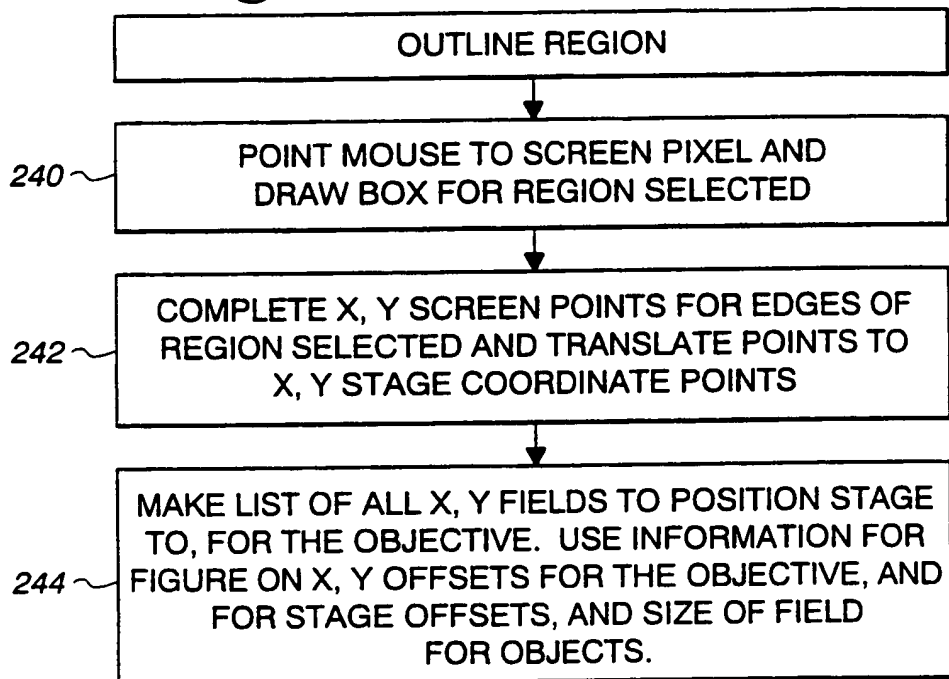 OUTLINE REGION
240
POINT MOUSE TO SCREEN PIXEL AND
DRAW BOX FOR REGION SELECTED
242
COMPLETE X, Y SCREEN POINTS FOR EDGES OF
REGION SELECTED AND TRANSLATE POINTS TO
X, Y STAGE COORDINATE POINTS
244
MAKE LIST OF ALL X, Y FIELDS TO POSITION STAGE
TO, FOR THE OBJECTIVE. USE INFORMATION FOR
FIGURE ON X, Y OFFSETS FOR THE OBJECTIVE, AND
FOR STAGE OFFSETS, AND SIZE OF FIELD
FOR OBJECTS.